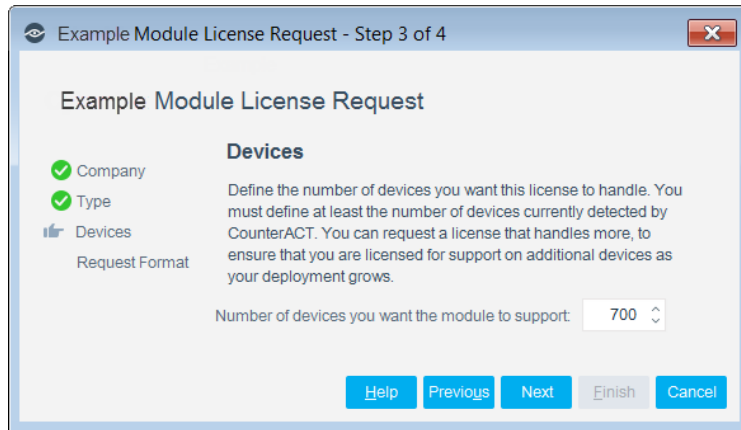 Example Module License Request - Step 3 of 4
Example Module License Request
Company
Type
Devices
Request Format
Devices
Define the number of devices you want this license to handle. You
must define at least the number of devices currently detected by
CounterACT. You can request a license that handles more, to
ensure that you are licensed for support on additional devices as
your deployment grows.
Number of devices you want the module to support: 700
Help Previous Next Finish Cancel